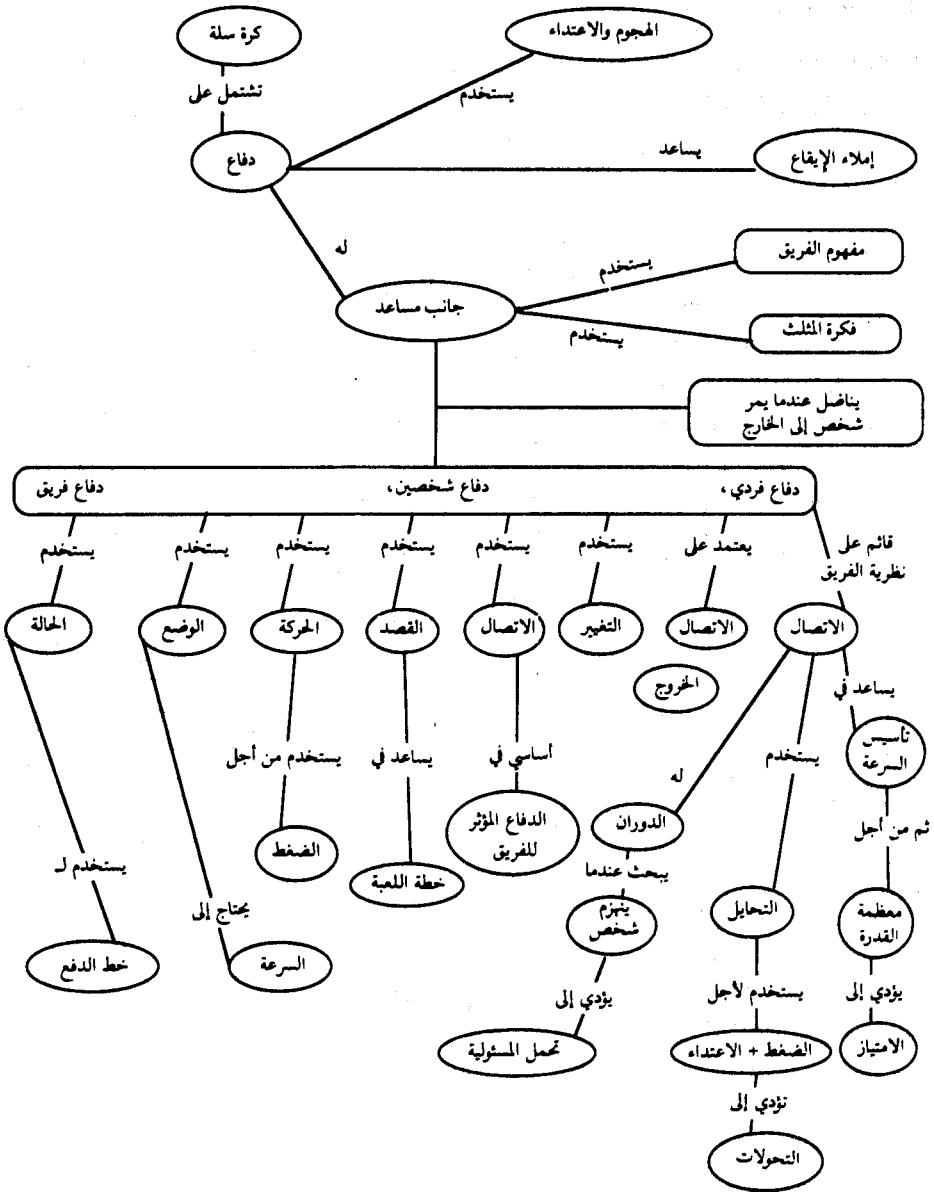 كرة سلة
الهجوم والاعتداء
تشتمل على
يستخدم
دفاع
يساعد
إملاء الإيقاع
له
مفهوم الفريق
يستخدم
جانب مساعد
فكرة المثلث
يستخدم
يناضل عندما يمر
شخص إلى الخارج
دفاع فردي،
دفاع شخصين،
دفاع فريق
قائم على
نظرية الفريق
يعتمد على
يستخدم
يستخدم
يستخدم
يستخدم
يستخدم
يستخدم
الاتصال
الاتصال
التغيير
الاتصال
القصد
الحركة
الوضع
الحالة
الخروج
يساعد في
تأسيس
السرعة
يستخدم
له
أساسي في
يساعد في
يستخدم من أجل
الدوران
الدفاع المؤثر
للفريق
الضغط
ثم من أجل
يبحث عندما
خطة اللعبة
يستخدم لـ
معظمة
القدرة
التحايل
ينهزم
شخص
يحتاج إلى
السرعة
خط الدفع
يؤدي إلى
يستخدم لأجل
يؤدي إلى
الامتياز
الضغط + الاعتداء
تحمل المسئولية
تؤدي إلى
التحولات